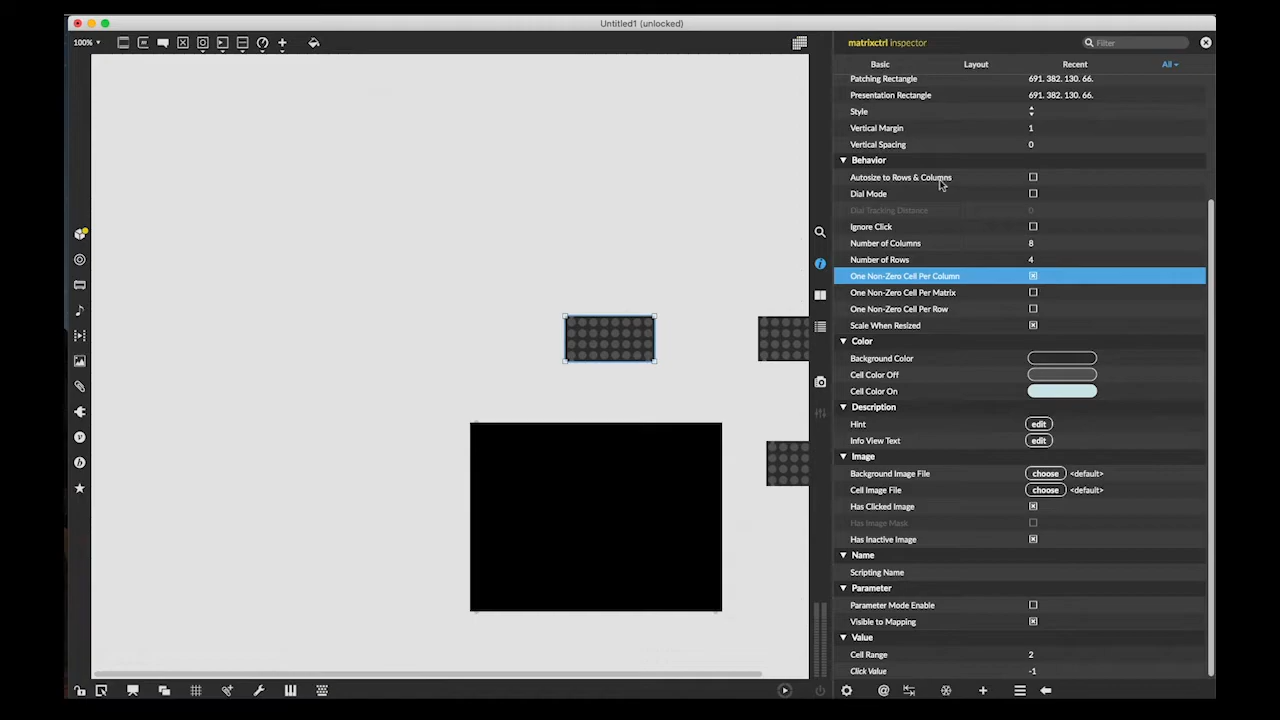 Untitled1 (unlocked)
100%
matrixctrl inspector
Filter
Basic Layout Recent All
Patching Rectangle 691. 382. 130. 66.
Presentation Rectangle 691. 382. 130. 66.
Style
Vertical Margin 1
Vertical Spacing 0
Behavior
Autosize to Rows & Columns
Dial Mode
Dial Tracking Distance 0
Ignore Click
Number of Columns 8
Number of Rows 4
One Non-Zero Cell Per Column
One Non-Zero Cell Per Matrix
One Non-Zero Cell Per Row
Scale When Resized
Color
Background Color
Cell Color Off
Cell Color On
Description
Hint edit
Info View Text edit
Image
Background Image File choose <default>
Cell Image File choose <default>
Has Clicked Image
Has Image Mask
Has Inactive Image
Name
Scripting Name
Parameter
Parameter Mode Enable
Visible to Mapping
Value
Cell Range 2
Click Value -1